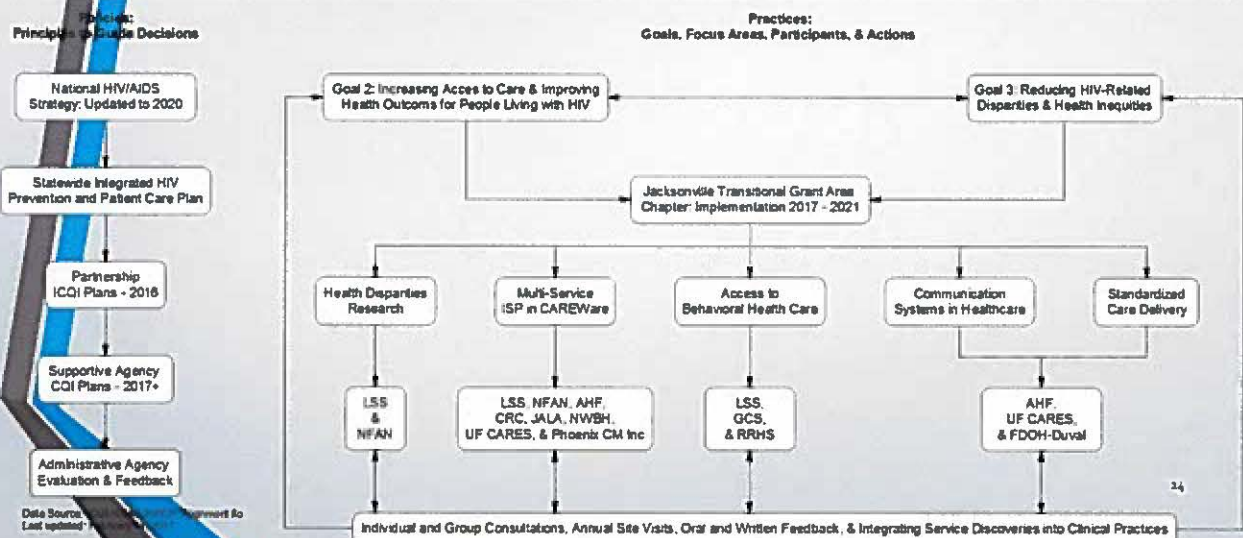 Policies:
Principles to Guide Decisions
National HIV/AIDS
Strategy: Updated to 2020
Statewide Integrated HIV
Prevention and Patient Care Plan
Partnership
ICQI Plans - 2016
Supportive Agency
CQI Plans - 2017+
Administrative Agency
Evaluation & Feedback
Data Source:
Last updated:
Practices:
Goals, Focus Areas, Participants, & Actions
Goal 2: Increasing Acces to Care & Improving
Health Outcomes for People Living with HIV
Goal 3: Reducing HIV-Related
Disparities & Health Inequities
Jacksonville Transitional Grant Area
Chapter: Implementation 2017 - 2021
Health Disparties
Research
Multi-Service
ISP in CAREWare
Access to
Behavioral Health Care
Communication
Systems in Healthcare
Standardized
Care Delivery
LSS
&
NFAN
LSS, NFAN, AHF,
CRC, JALA, NWBH,
UF CARES, & Phoenix CM Inc
LSS,
GCS,
& RRHS
AHF,
UF CARES,
& FDOH-Duval
Individual and Group Consultations, Annual Site Visits, Oral and Written Feedback, & Integrating Service Discoveries into Clinical Practices
24